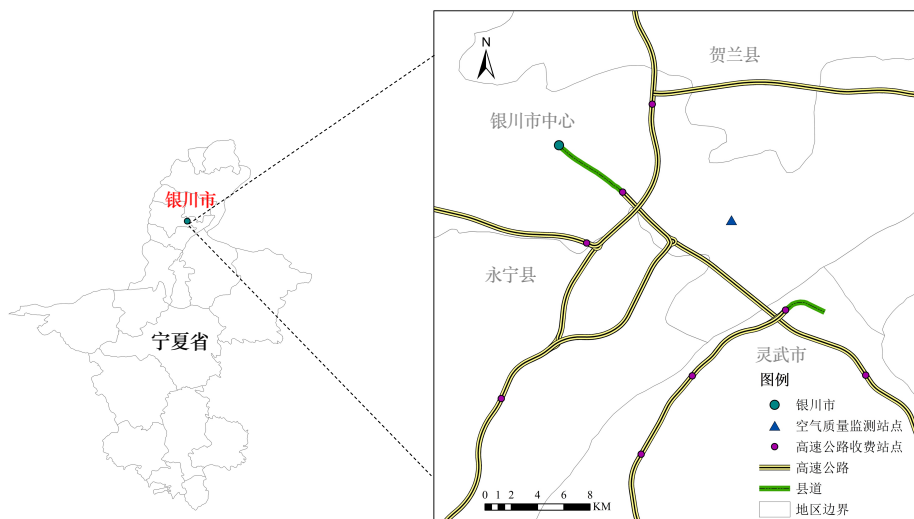 银川市
宁夏省
N
贺兰县
银川市中心
永宁县
灵武市
图例
银川市
空气质量监测站点
高速公路收费站点
高速公路
县道
地区边界
0 1 2 4 6 8
KM